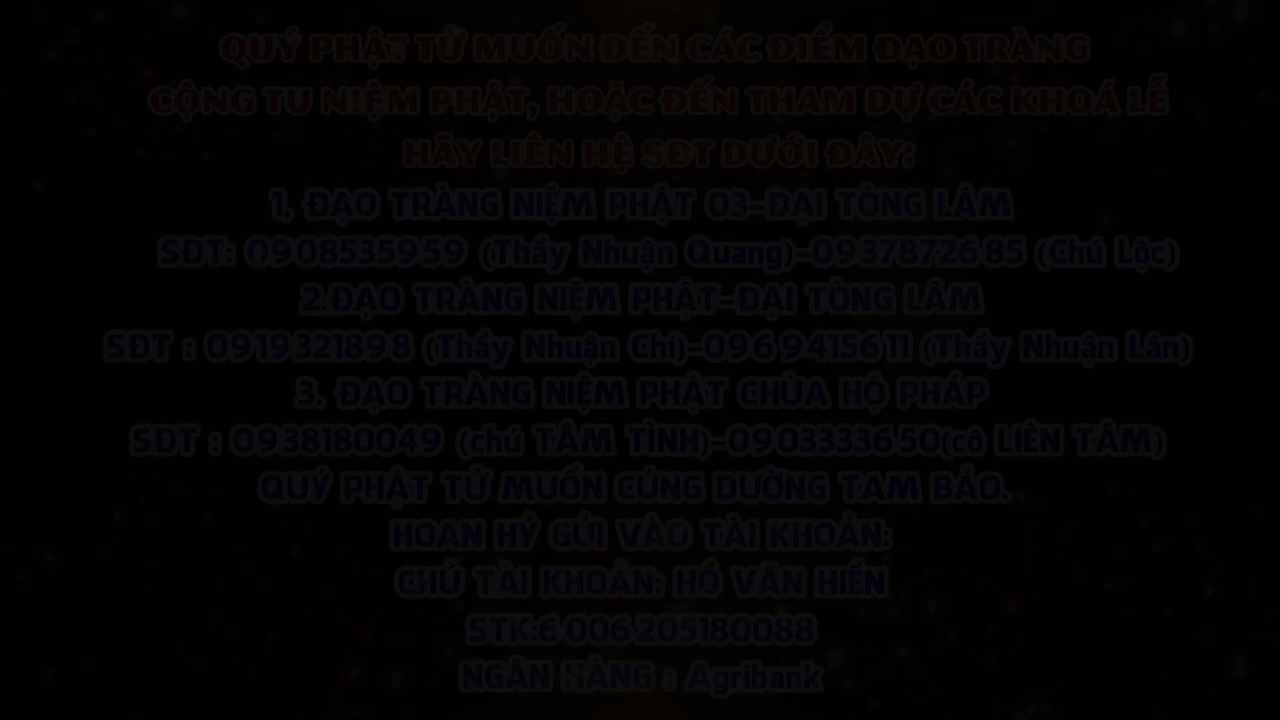 QUÝ PHẬT TỬ MUỐN ĐẾN CÁC ĐIỂM ĐẠO TRÀNG
CỘNG TU NIỆM PHẬT, HOẶC ĐẾN THAM DỰ CÁC KHOÁ LỄ
HÃY LIÊN HỆ SĐT DƯỚI ĐÂY:
1, ĐẠO TRÀNG NIỆM PHẬT 03-ĐẠI TÒNG LÂM
SĐT: 0908535959 (Thầy Nhuận Quang)-0937872685 (Chú Lộc)
2.ĐẠO TRÀNG NIỆM PHẬT-ĐẠI TÒNG LÂM
SĐT : 0919321898 (Thầy Nhuận Chí)-0969415611 (Thầy Nhuận Lân)
3. ĐẠO TRÀNG NIỆM PHẬT CHÙA HỘ PHÁP
SĐT : 0938180049 (chú TÂM TÌNH)-0903333650(cô LIÊN TÂM)
QUÝ PHẬT TỬ MUỐN CÚNG DƯỜNG TAM BẢO.
HOAN HỶ GỬI VÀO TÀI KHOẢN:
CHỦ TÀI KHOẢN: HỒ VĂN HIẾN
STK:6006205180088
NGÂN HÀNG : Agribank